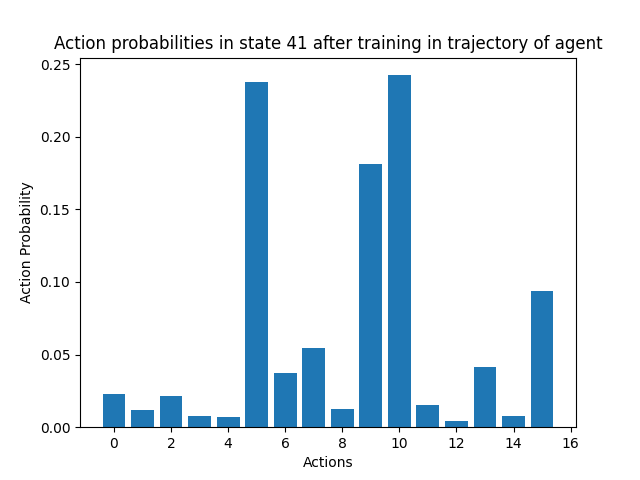 Action probabilities in state 41 after training in trajectory of agent
0.25
0.20
0.15
0.10
0.05
0.00
Action Probability
0 2 4 6 8 10 12 14 16
Actions